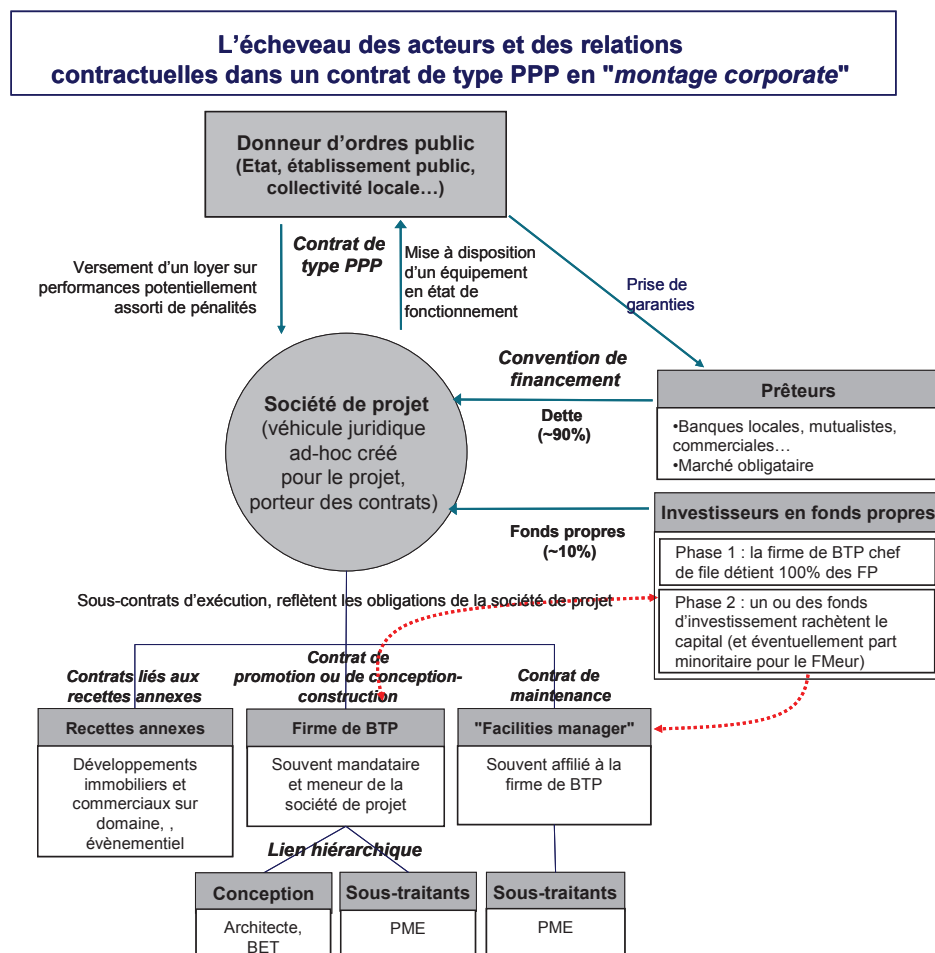 L'écheveau des acteurs et des relations
contractuelles dans un contrat de type PPP en "montage corporate"
Donneur d'ordres public
(Etat, établissement public,
collectivité locale…)
Versement d'un loyer sur
performances potentiellement
assorti de pénalités
Contrat de
type PPP
Mise à disposition
d'un équipement
en état de
fonctionnement
Prise de
garanties
Société de projet
(véhicule juridique
ad-hoc créé
pour le projet,
porteur des contrats)
Convention de
financement
Dette
(~90%)
Prêteurs
•Banques locales, mutualistes,
commerciales…
•Marché obligataire
Fonds propres
(~10%)
Investisseurs en fonds propres
Phase 1 : la firme de BTP chef
de file détient 100% des FP
Phase 2 : un ou des fonds
d'investissement rachètent le
capital (et éventuellement part
minoritaire pour le FMeur)
Sous-contrats d'exécution, reflètent les obligations de la société de projet
Contrats liés aux
recettes annexes
Contrat de
promotion ou de conception-
construction
Contrat de
maintenance
Recettes annexes
Développements
immobiliers et
commerciaux sur
domaine, ,
évènementiel
Firme de BTP
Souvent mandataire
et meneur de la
société de projet
"Facilities manager"
Souvent affilié à la
firme de BTP
Lien hiérarchique
Conception
Architecte,
BET
Sous-traitants
PME
Sous-traitants
PME